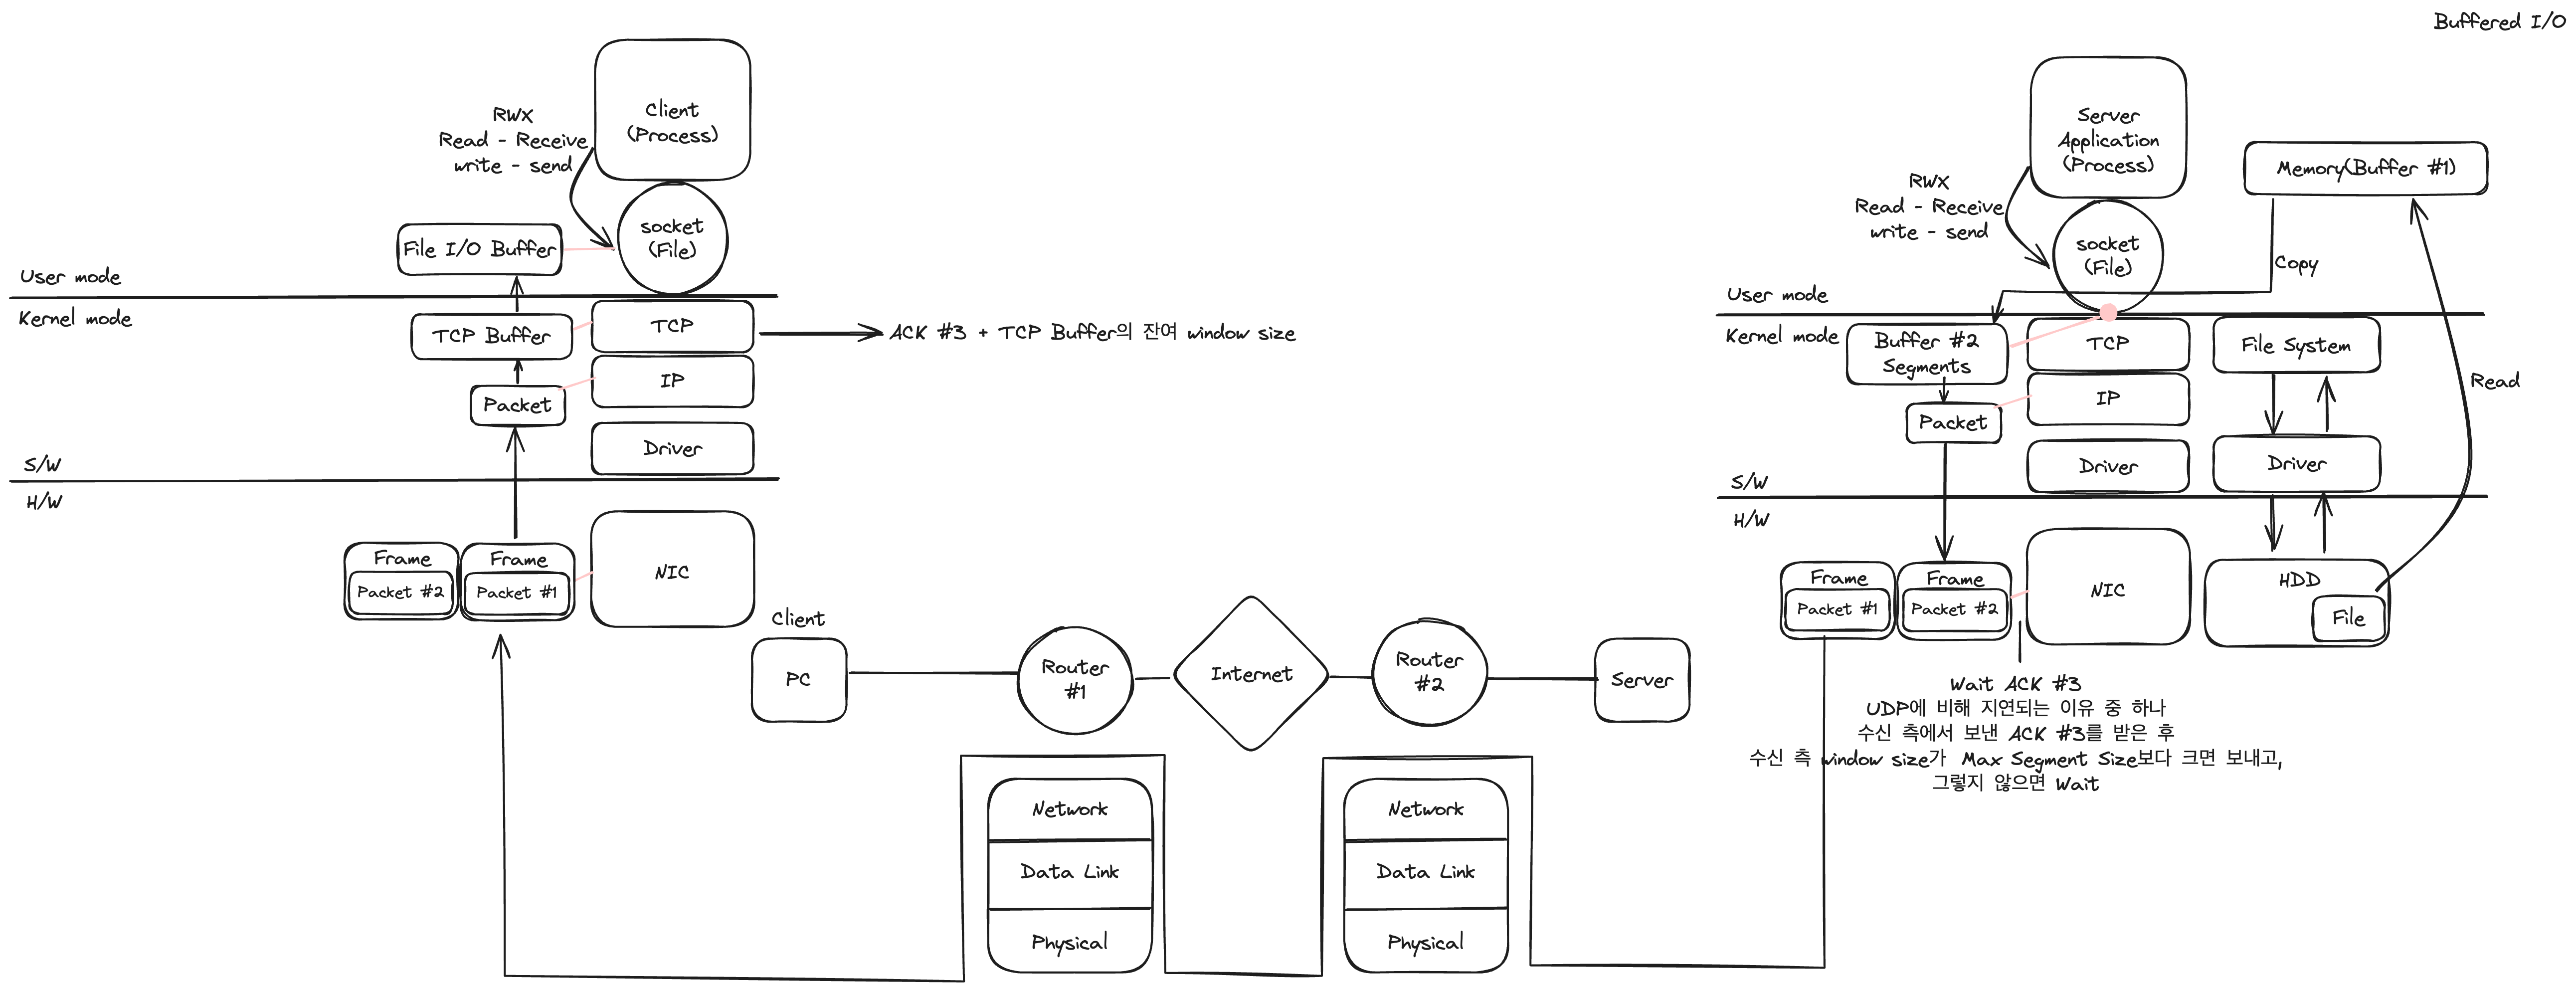 Buffered I/O
Client
(Process)
RWX
Read - Receive
write - send
socket
(File)
File I/O Buffer
User mode
Kernel mode
TCP Buffer
TCP
ACK #3 + TCP Buffer의 잔여 window size
IP
Packet
Driver
S/W
H/W
Frame
Packet #2
Frame
Packet #1
NIC
Client
PC
Router
#1
Internet
Router
#2
Server
Network
Data Link
Physical
Network
Data Link
Physical
Server
Application
(Process)
Memory(Buffer #1)
RWX
Read - Receive
write - send
socket
(File)
Copy
User mode
Kernel mode
Buffer #2
Segments
TCP
File System
Read
IP
Packet
Driver
Driver
S/W
H/W
Frame
Packet #1
Frame
Packet #2
NIC
HDD
File
Wait ACK #3
UDP에 비해 지연되는 이유 중 하나
수신 측에서 보낸 ACK #3를 받은 후
수신 측 window size가 Max Segment Size보다 크면 보내고,
그렇지 않으면 Wait